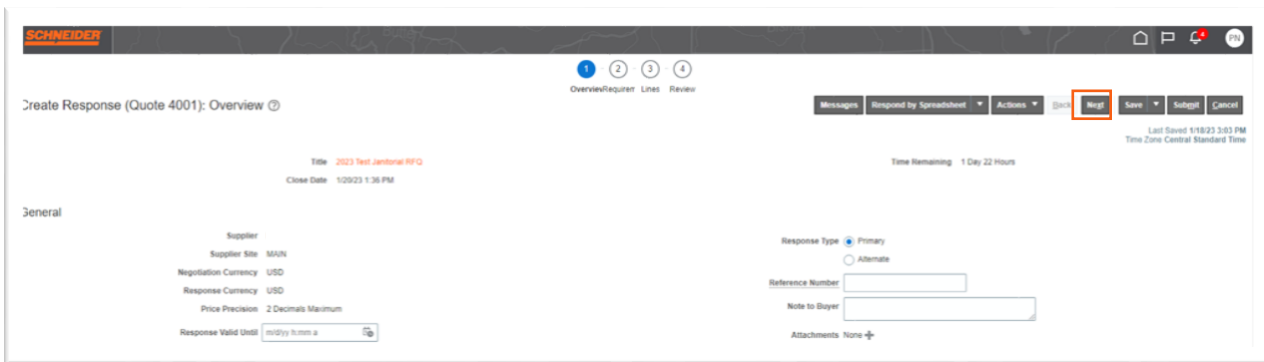 SCHNEIDER
4
PN
1 2 3 4
Overview Requirem Lines Review
Create Response (Quote 4001): Overview
Messages Respond by Spreadsheet Actions Back Next Save Submit Cancel
Last Saved 1/18/23 3:03 PM
Time Zone Central Standard Time
Title 2023 Test Janitorial RFQ
Time Remaining 1 Day 22 Hours
Close Date 1/20/23 1:36 PM
General
Supplier
Response Type Primary
Supplier Site MAIN
Alternate
Negotiation Currency USD
Reference Number
Response Currency USD
Price Precision 2 Decimals Maximum
Note to Buyer
Response Valid Until m/d/yy h:mm a
Attachments None